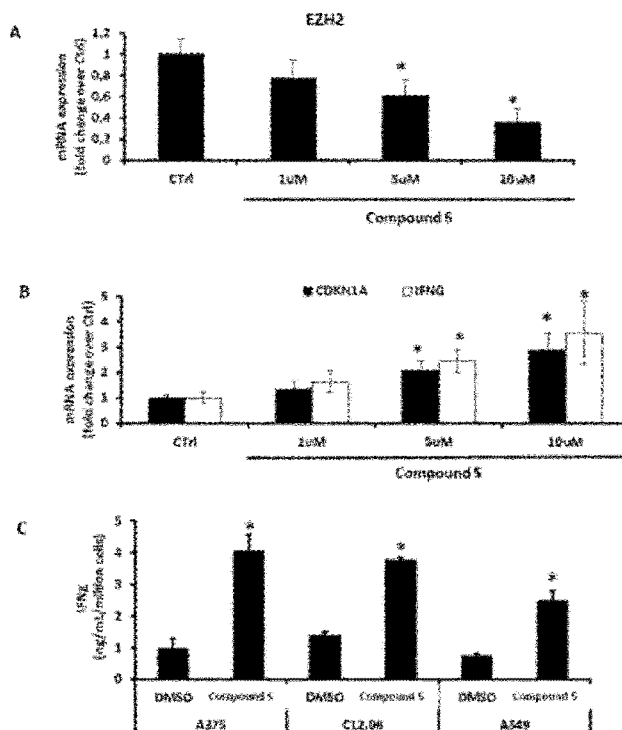 A
EZH2
mRNA expression
(fold change over Ctrl)
1,2
1
0,8
0,6
0,4
0,2
0
*
*
CTrl
1uM
5uM
10uM
Compound 5
B
CDKN1A
IFNG
mRNA expression
(fold change over Ctrl)
5
4
3
2
1
0
*
*
*
*
CTrl
1uM
5uM
10uM
Compound 5
C
IFNg
(ng/mL/million cells)
5
4
3
2
1
0
*
*
*
DMSO
Compound 5
DMSO
Compound 5
DMSO
Compound 5
A375
A549